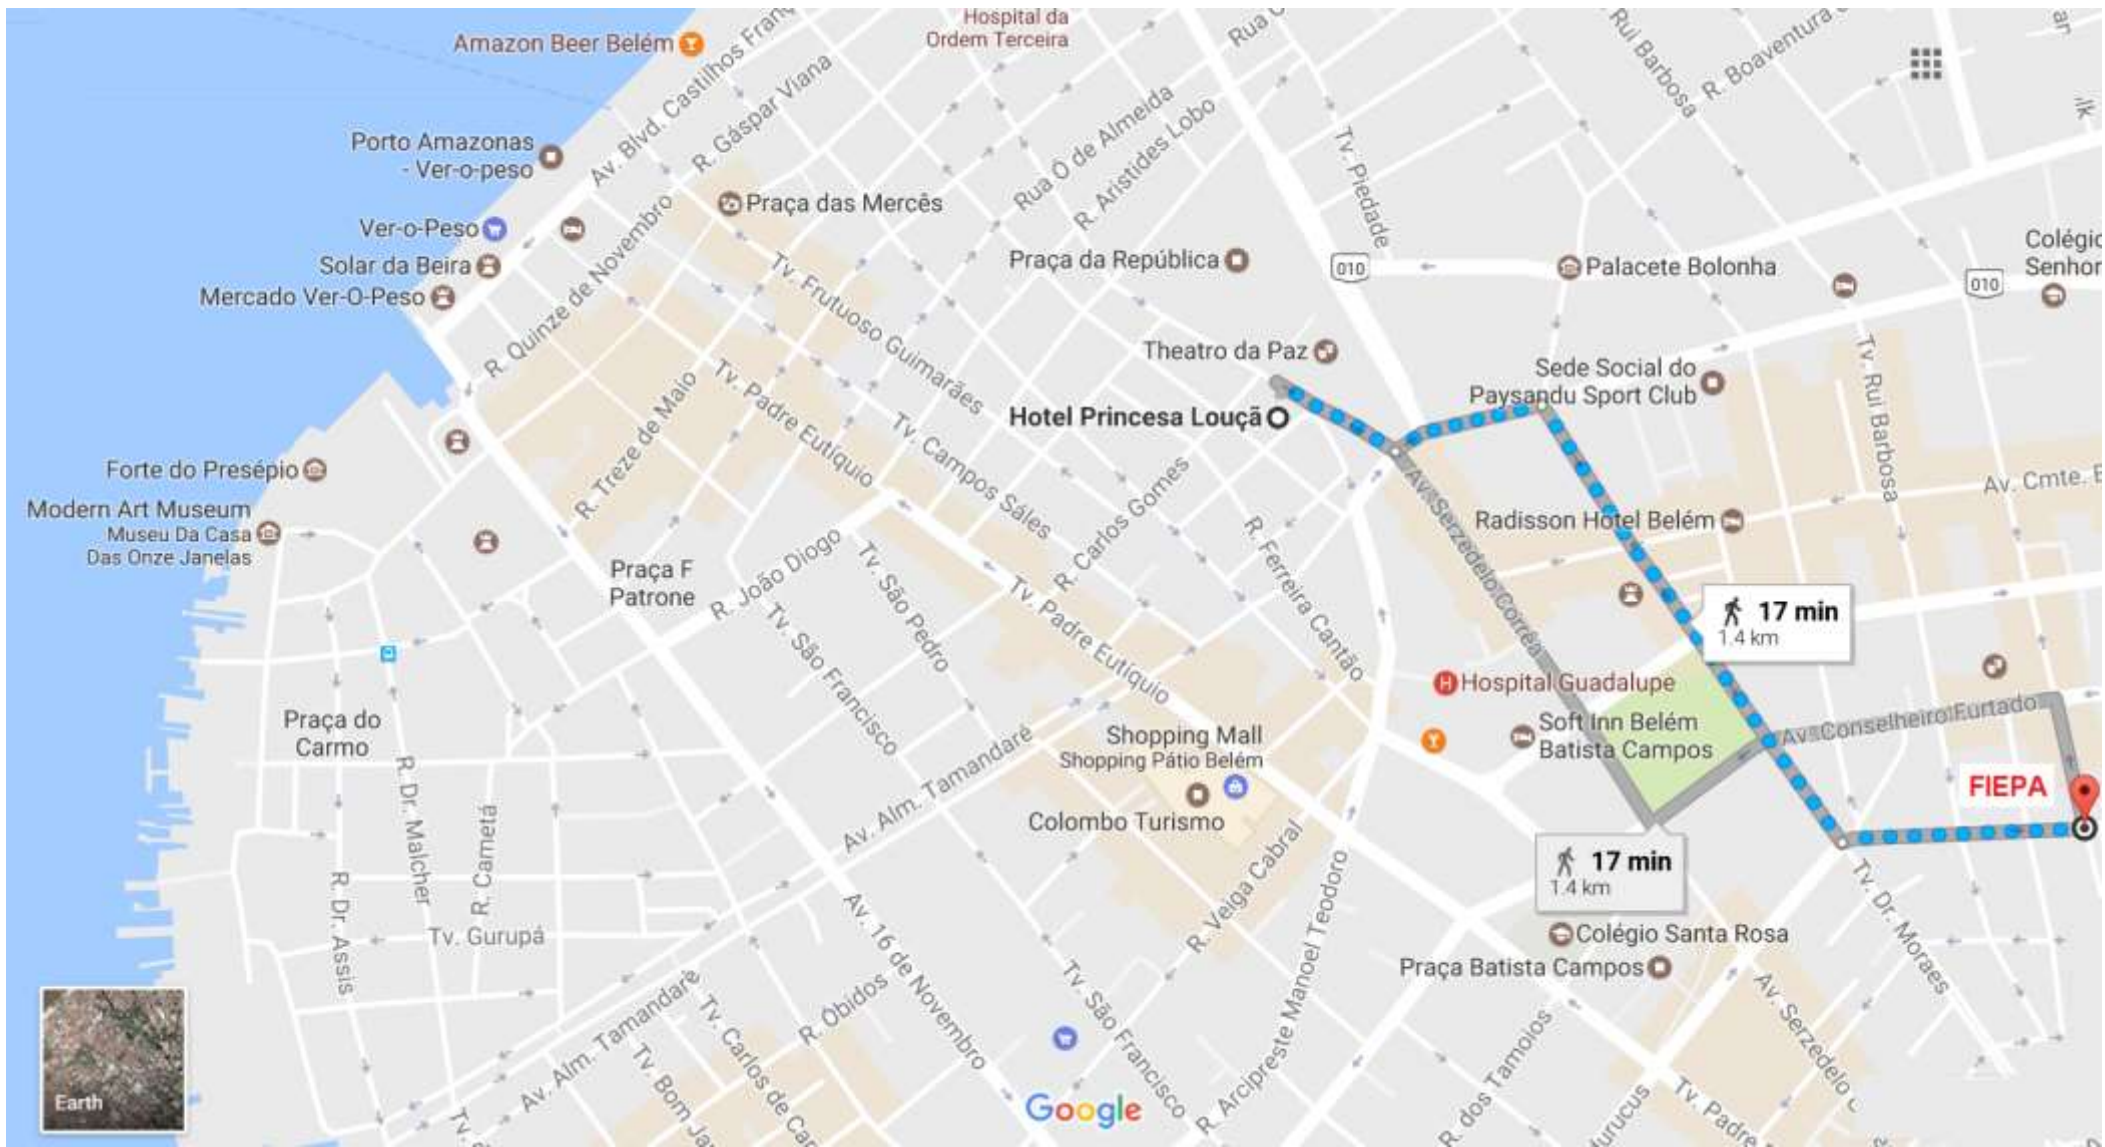 Amazon Beer Belém
Hospital da
Ordem Terceira
Av. Blvd. Castilhos Franç
R. Gáspar Viana
Rui Barbosa
R. Boaventura
Porto Amazonas
- Ver-o-peso
Rua Ó de Almeida
R. Aristides Lobo
Tv. Piedade
Praça das Mercês
Ver-o-Peso
Solar da Beira
Mercado Ver-O-Peso
R. Quinze de Novembro
Tv. Frutuoso Guimarães
Praça da República
010
Palacete Bolonha
010
Colégio
Senhor
Theatro da Paz
Sede Social do
Paysandu Sport Club
Tv. Rui Barbosa
Hotel Princesa Louçã
R. Treze de Maio
Tv. Padre Eutíquio
Tv. Campos Sales
R. Carlos Gomes
Forte do Presépio
Modern Art Museum
Museu Da Casa
Das Onze Janelas
Av. Serzedelo Corrêa
Radisson Hotel Belém
Av. Cmte.
Praça F
Patrone
R. João Diogo
Tv. São Pedro
Tv. São Francisco
Tv. Padre Eutíquio
R. Ferreira Cantão
17 min
1.4 km
Hospital Guadalupe
Praça do
Carmo
Shopping Mall
Shopping Pátio Belém
Soft Inn Belém
Batista Campos
Av. Conselheiro Furtado
FIEPA
Colombo Turismo
Av. Alm. Tamandaré
R. Dr. Malcher
R. Cametá
R. Dr. Assis
Tv. Gurupá
17 min
1.4 km
R. Veiga Cabral
R. Arcipreste Manoel Teodoro
Av. 16 de Novembro
Tv. Dr. Moraes
Colégio Santa Rosa
Praça Batista Campos
Av. Serzedelo
Tv. São Francisco
R. Óbidos
Av. Alm. Tamandaré
Tv. Carlos de Car
Tv. Bom
R. dos Tamoios
Tv. Padre
Earth
Google